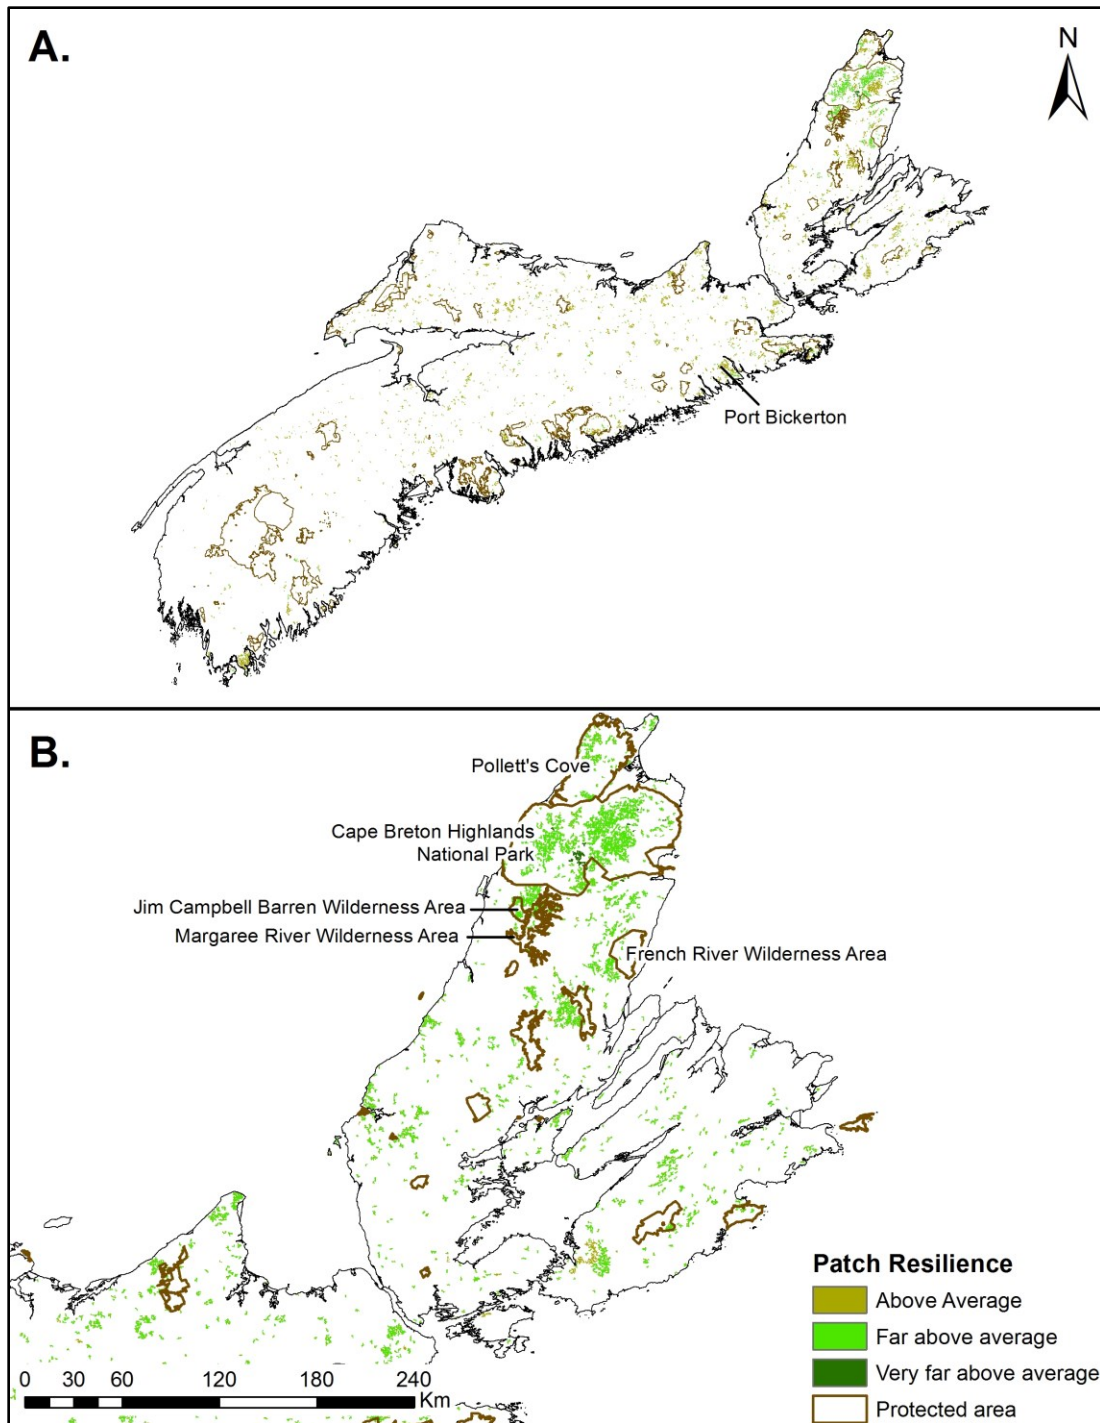 A.
N
Port Bickerton
B.
Pollett's Cove
Cape Breton Highlands
National Park
Jim Campbell Barren Wilderness Area
Margaree River Wilderness Area
French River Wilderness Area
Patch Resilience
Above Average
Far above average
Very far above average
Protected area
0 30 60 120 180 240
Km